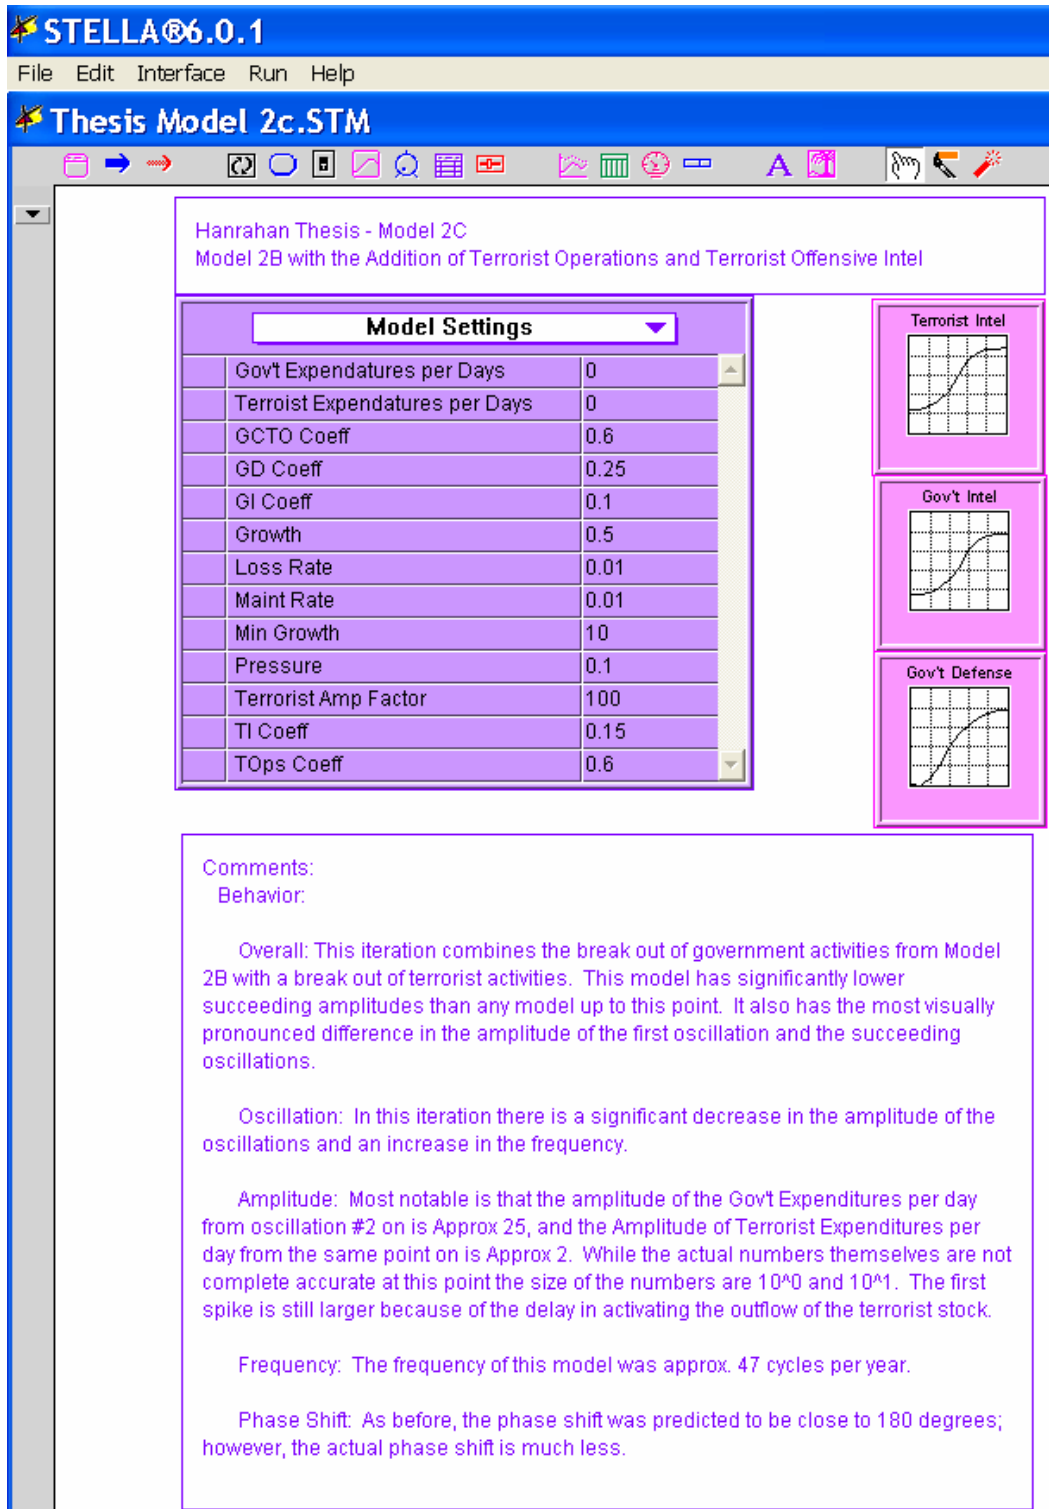 STELLA®6.0.1
File Edit Interface Run Help
Thesis Model 2c.STM
A
Hanrahan Thesis - Model 2C
Model 2B with the Addition of Terrorist Operations and Terrorist Offensive Intel
Model Settings
Gov't Expendatures per Days 0
Terroist Expendatures per Days 0
GCTO Coeff 0.6
GD Coeff 0.25
GI Coeff 0.1
Growth 0.5
Loss Rate 0.01
Maint Rate 0.01
Min Growth 10
Pressure 0.1
Terrorist Amp Factor 100
TI Coeff 0.15
TOps Coeff 0.6
Terrorist Intel
Gov't Intel
Gov't Defense
Comments:
Behavior:
Overall: This iteration combines the break out of government activities from Model
2B with a break out of terrorist activities. This model has significantly lower
succeeding amplitudes than any model up to this point. It also has the most visually
pronounced difference in the amplitude of the first oscillation and the succeeding
oscillations.
Oscillation: In this iteration there is a significant decrease in the amplitude of the
oscillations and an increase in the frequency.
Amplitude: Most notable is that the amplitude of the Gov't Expenditures per day
from oscillation #2 on is Approx 25, and the Amplitude of Terrorist Expenditures per
day from the same point on is Approx 2. While the actual numbers themselves are not
complete accurate at this point the size of the numbers are 10^0 and 10^1. The first
spike is still larger because of the delay in activating the outflow of the terrorist stock.
Frequency: The frequency of this model was approx. 47 cycles per year.
Phase Shift: As before, the phase shift was predicted to be close to 180 degrees;
however, the actual phase shift is much less.